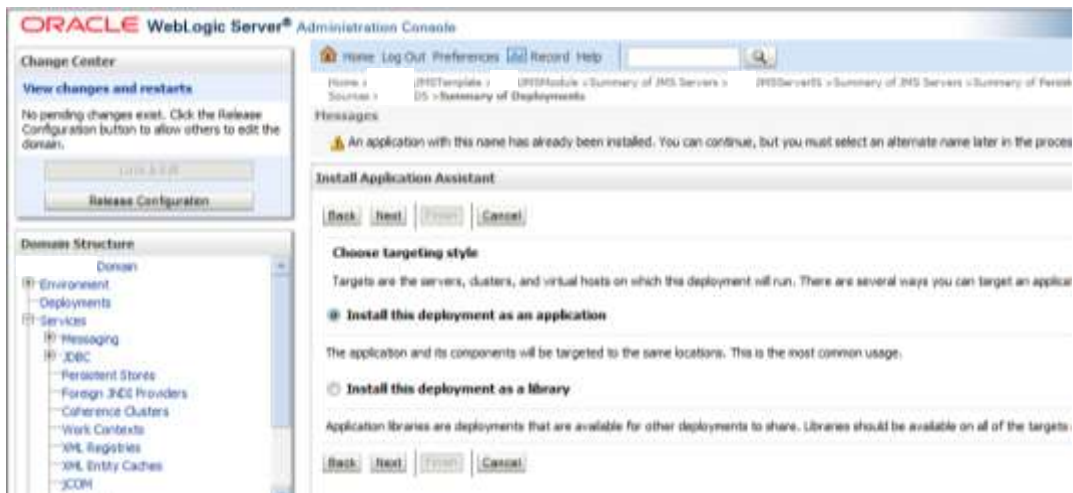 ORACLE WebLogic Server® Administration Console
Change Center
View changes and restarts
No pending changes exist. Click the Release
Configuration button to allow others to edit the
domain.
Lock & Edit
Release Configuration
Domain Structure
Domain
Environment
Deployments
Services
Messaging
JDBC
Persistent Stores
Foreign JNDI Providers
Coherence Clusters
Work Contexts
XML Registries
XML Entity Caches
jCOM
Home Log Out Preferences Record Help
Home > JMSTemplate > JMSModule >Summary of JMS Servers > JMSServer01 >Summary of JMS Servers >Summary of
Sources > DS >Summary of Deployments
Messages
An application with this name has already been installed. You can continue, but you must select an alternate name later in the proces
Install Application Assistant
Back Next Finish Cancel
Choose targeting style
Targets are the servers, clusters, and virtual hosts on which this deployment will run. There are several ways you can target an applicat
Install this deployment as an application
The application and its components will be targeted to the same locations. This is the most common usage.
Install this deployment as a library
Application libraries are deployments that are available for other deployments to share. Libraries should be available on all of the targets
Back Next Finish Cancel